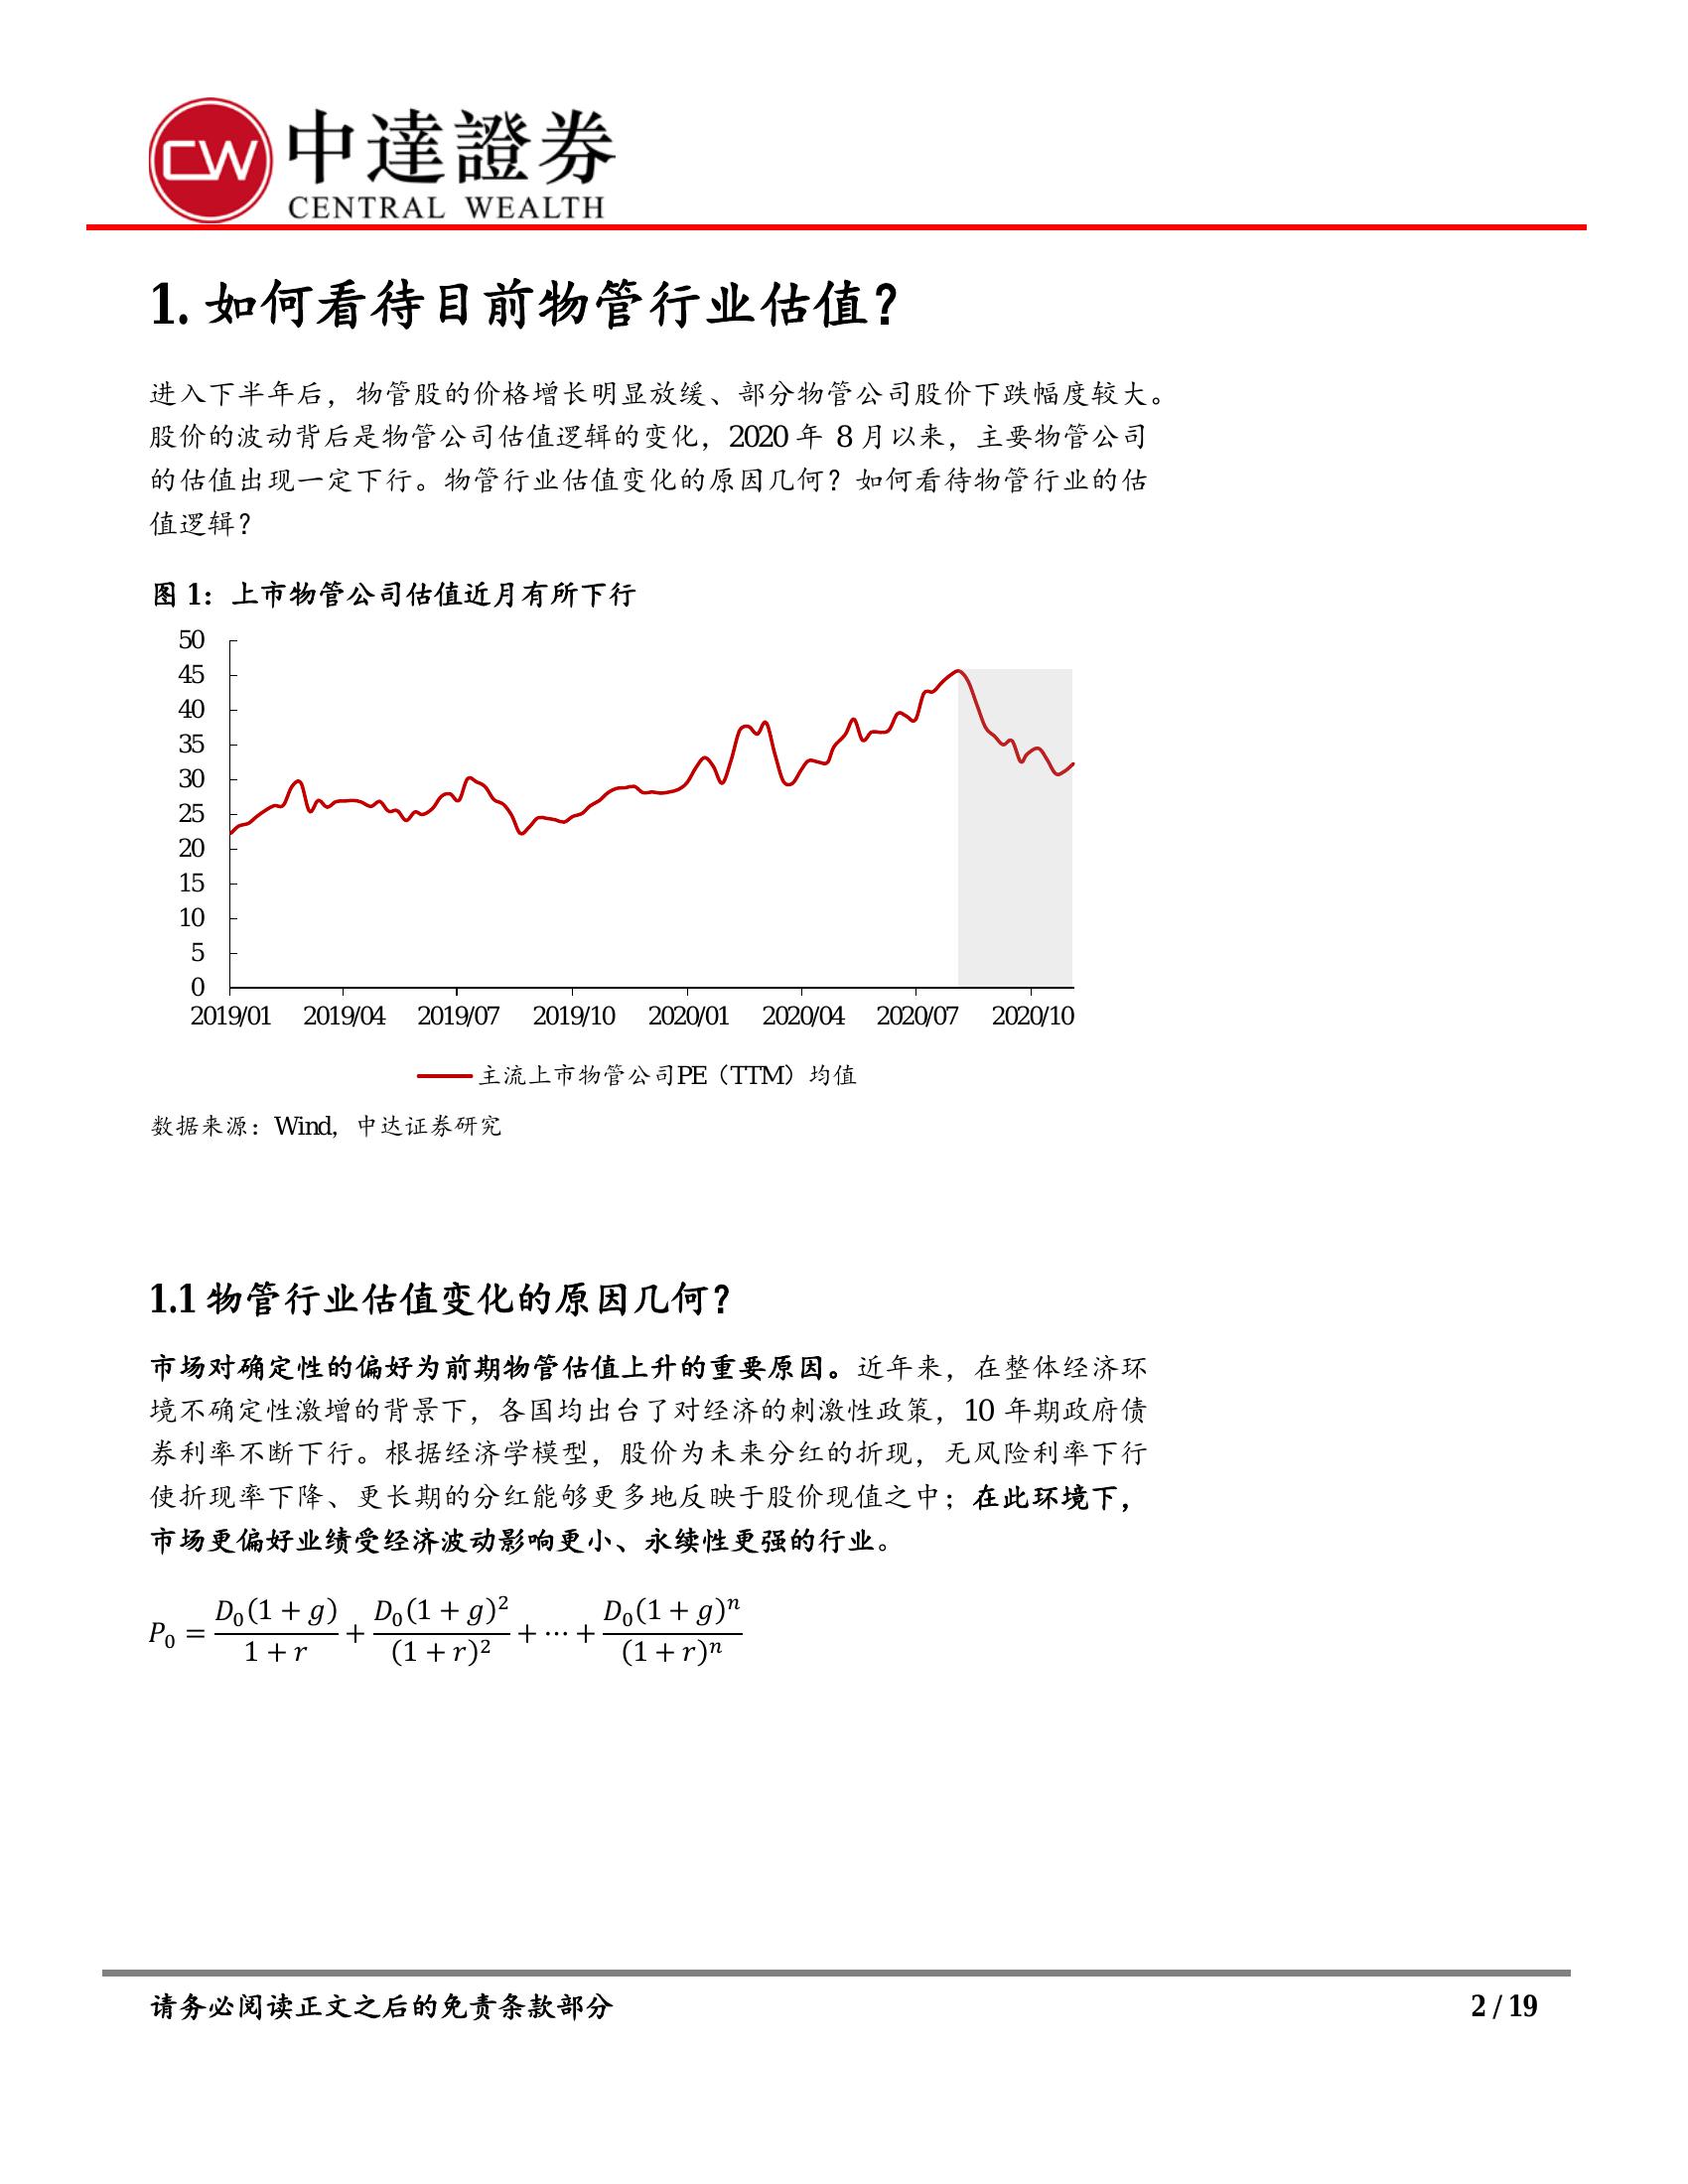 CW 中達證券
CENTRAL WEALTH
1. 如何看待目前物管行业估值？
进入下半年后，物管股的价格增长明显放缓、部分物管公司股价下跌幅度较大。
股价的波动背后是物管公司估值逻辑的变化，2020 年 8 月以来，主要物管公司
的估值出现一定下行。物管行业估值变化的原因几何？如何看待物管行业的估
值逻辑？
图 1：上市物管公司估值近月有所下行
50
45
40
35
30
25
20
15
10
5
0
2019/01 2019/04 2019/07 2019/10 2020/01 2020/04 2020/07 2020/10
主流上市物管公司PE（TTM）均值
数据来源：Wind，中达证券研究
1.1 物管行业估值变化的原因几何？
市场对确定性的偏好为前期物管估值上升的重要原因。近年来，在整体经济环
境不确定性激增的背景下，各国均出台了对经济的刺激性政策，10 年期政府债
券利率不断下行。根据经济学模型，股价为未来分红的折现，无风险利率下行
使折现率下降、更长期的分红能够更多地反映于股价现值之中；在此环境下，
市场更偏好业绩受经济波动影响更小、永续性更强的行业。
P₀ = D₀(1 + g)/(1 + r) + D₀(1 + g)²/(1 + r)² + ⋯ + D₀(1 + g)ⁿ/(1 + r)ⁿ
请务必阅读正文之后的免责条款部分 2 / 19